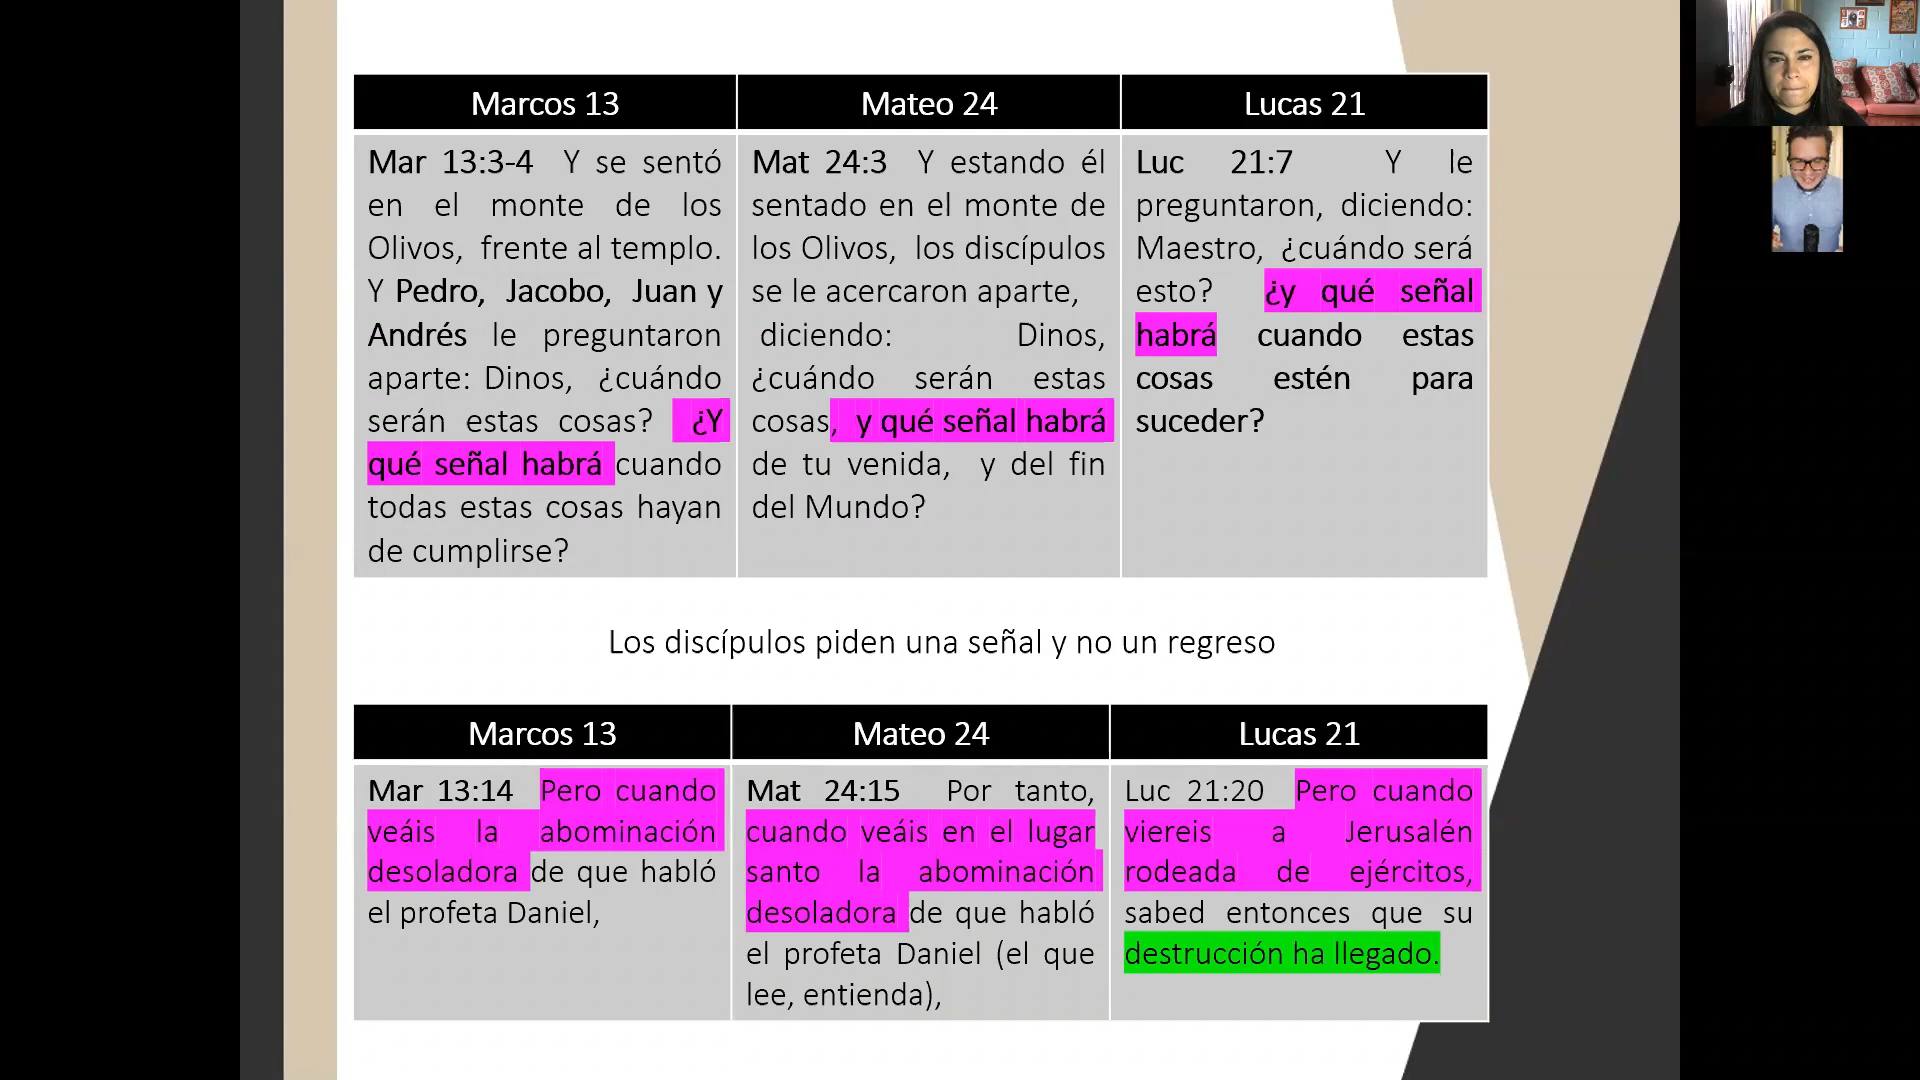 Marcos 13
Mateo 24
Lucas 21
Mar 13:3-4 Y se sentó
en el monte de los
Olivos, frente al templo.
Y Pedro, Jacobo, Juan y
Andrés le preguntaron
aparte: Dinos, ¿cuándo
serán estas cosas? ¿Y
qué señal habrá cuando
todas estas cosas hayan
de cumplirse?
Mat 24:3 Y estando él
sentado en el monte de
los Olivos, los discípulos
se le acercaron aparte,
diciendo: Dinos,
¿cuándo serán estas
cosas, y qué señal habrá
de tu venida, y del fin
del Mundo?
Luc 21:7 Y le
preguntaron, diciendo:
Maestro, ¿cuándo será
esto? ¿y qué señal
habrá cuando estas
cosas estén para
suceder?
Los discípulos piden una señal y no un regreso
Marcos 13
Mateo 24
Lucas 21
Mar 13:14 Pero cuando
veáis la abominación
desoladora de que habló
el profeta Daniel,
Mat 24:15 Por tanto,
cuando veáis en el lugar
santo la abominación
desoladora de que habló
el profeta Daniel (el que
lee, entienda),
Luc 21:20 Pero cuando
viereis a Jerusalén
rodeada de ejércitos,
sabed entonces que su
destrucción ha llegado.